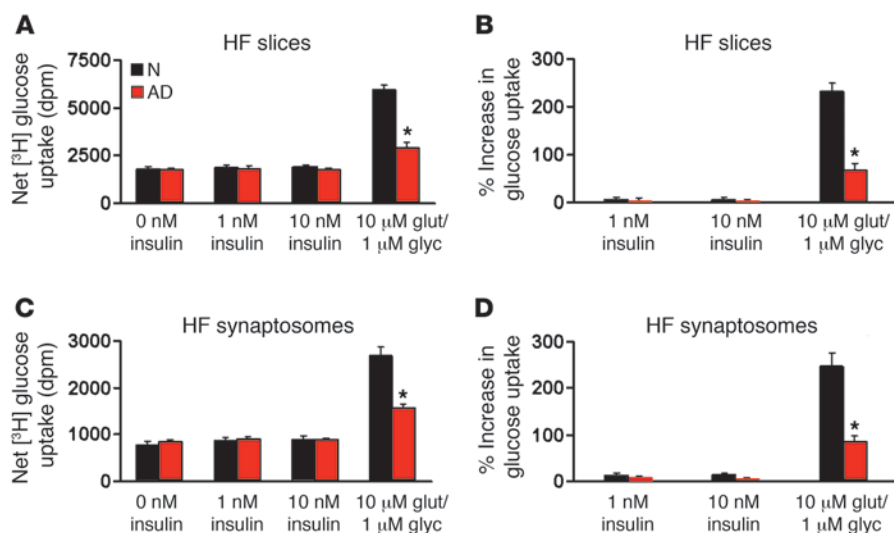 A
HF slices
Net [³H] glucose
uptake (dpm)
7500
5000
2500
0
N
AD
*
0 nM
insulin
1 nM
insulin
10 nM
insulin
10 μM glut/
1 μM glyc
B
HF slices
% Increase in
glucose uptake
300
200
100
0
*
1 nM
insulin
10 nM
insulin
10 μM glut/
1 μM glyc
C
HF synaptosomes
Net [³H] glucose
uptake (dpm)
3000
2000
1000
0
*
0 nM
insulin
1 nM
insulin
10 nM
insulin
10 μM glut/
1 μM glyc
D
HF synaptosomes
% Increase in
glucose uptake
300
200
100
0
*
1 nM
insulin
10 nM
insulin
10 μM glut/
1 μM glyc